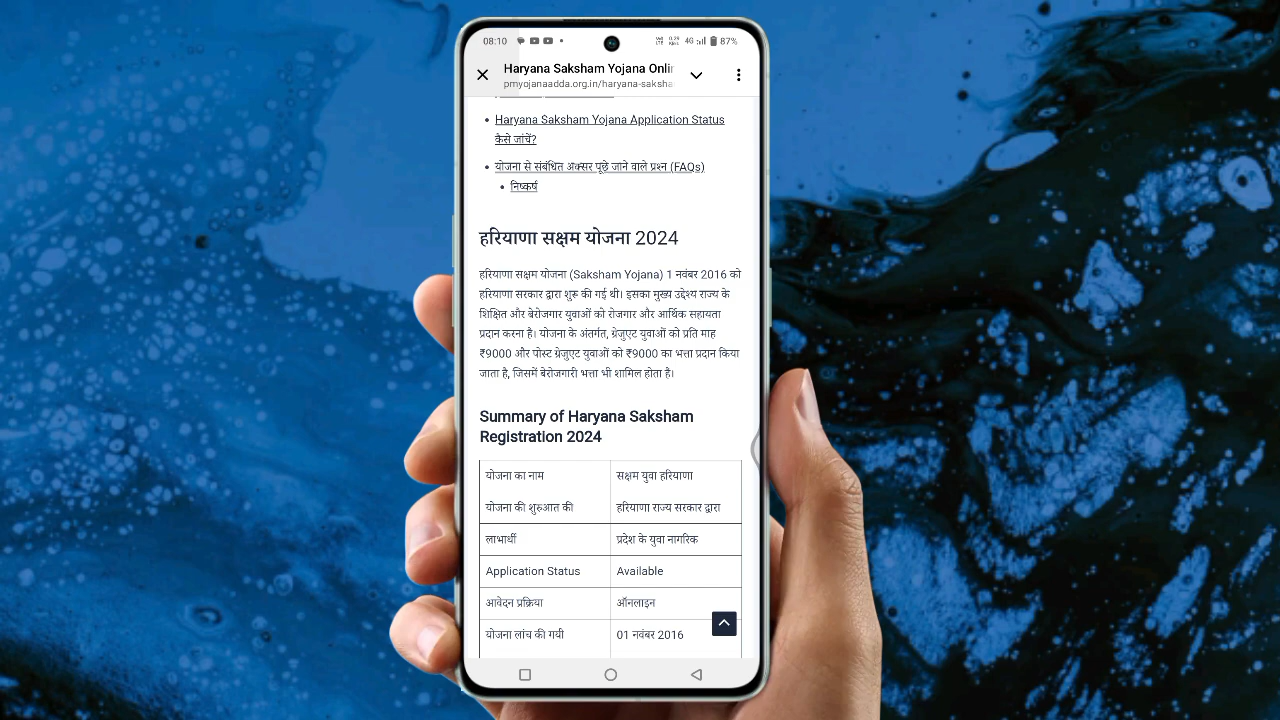 08:10
4G 87%
Haryana Saksham Yojana Onlin
pmyojanaadda.org.in/haryana-saksha
Haryana Saksham Yojana Application Status
कैसे जांचें?
योजना से संबंधित अक्सर पूछे जाने वाले प्रश्न (FAQs)
निष्कर्ष
हरियाणा सक्षम योजना 2024
हरियाणा सक्षम योजना (Saksham Yojana) 1 नवंबर 2016 को
हरियाणा सरकार द्वारा शुरू की गई थी। इसका मुख्य उद्देश्य राज्य के
शिक्षित और बेरोजगार युवाओं को रोजगार और आर्थिक सहायता
प्रदान करना है। योजना के अंतर्गत, ग्रेजुएट युवाओं को प्रति माह
₹9000 और पोस्ट ग्रेजुएट युवाओं को ₹9000 का भत्ता प्रदान किया
जाता है, जिसमें बेरोजगारी भत्ता भी शामिल होता है।
Summary of Haryana Saksham
Registration 2024
योजना का नाम सक्षम युवा हरियाणा
योजना की शुरुआत की हरियाणा राज्य सरकार द्वारा
लाभार्थी प्रदेश के युवा नागरिक
Application Status Available
आवेदन प्रक्रिया ऑनलाइन
योजना लांच की गयी 01 नवंबर 2016